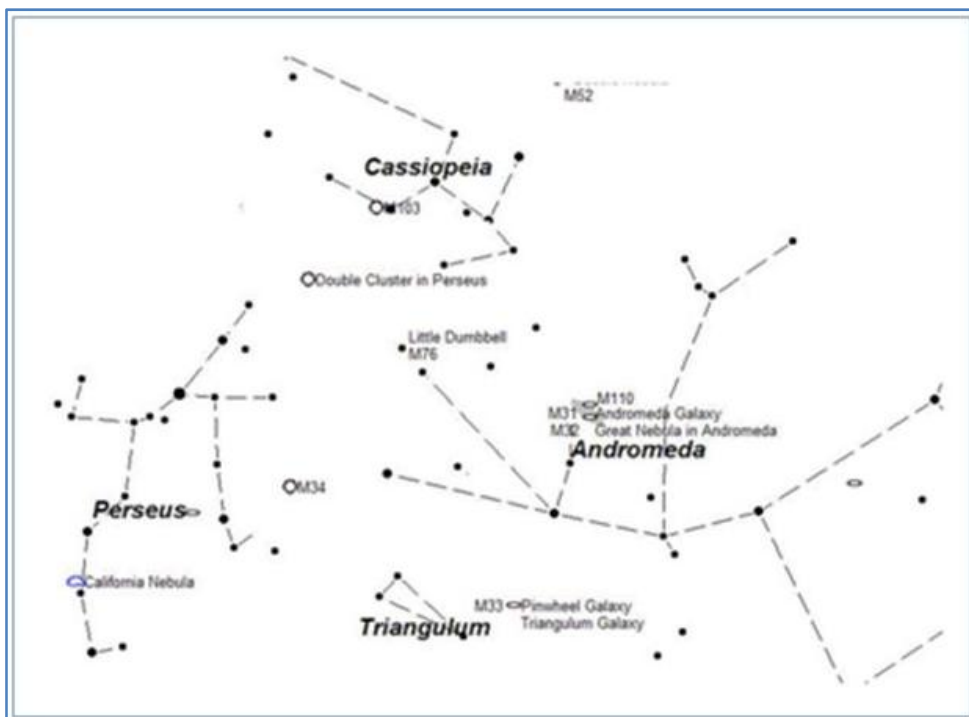 M52
Cassiopeia
M103
Double Cluster in Perseus
Little Dumbbell
M76
M110
M31 Andromeda Galaxy
M32 Great Nebula in Andromeda
Andromeda
M34
Perseus
California Nebula
M33 Pinwheel Galaxy
Triangulum Galaxy
Triangulum